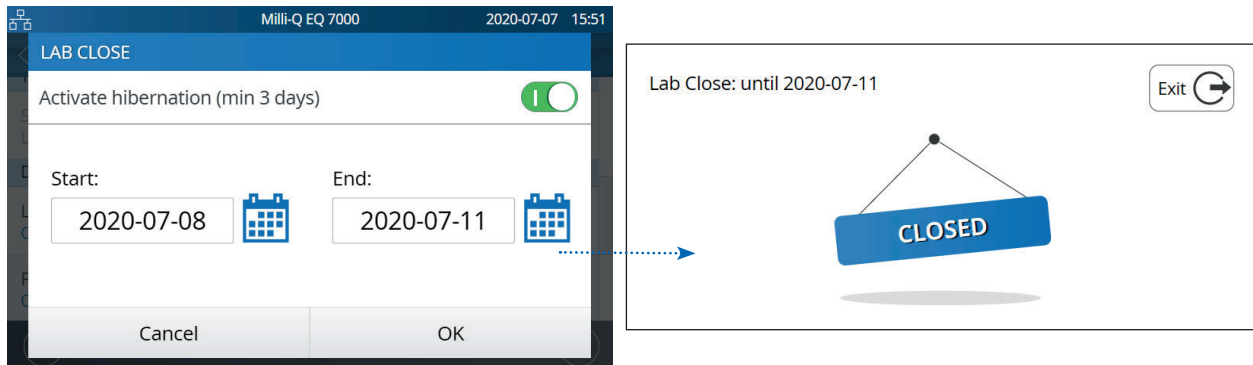 Milli-Q EQ 7000 2020-07-07 15:51
LAB CLOSE
Activate hibernation (min 3 days)
Start: End:
2020-07-08 2020-07-11
Cancel OK
Lab Close: until 2020-07-11 Exit
CLOSED